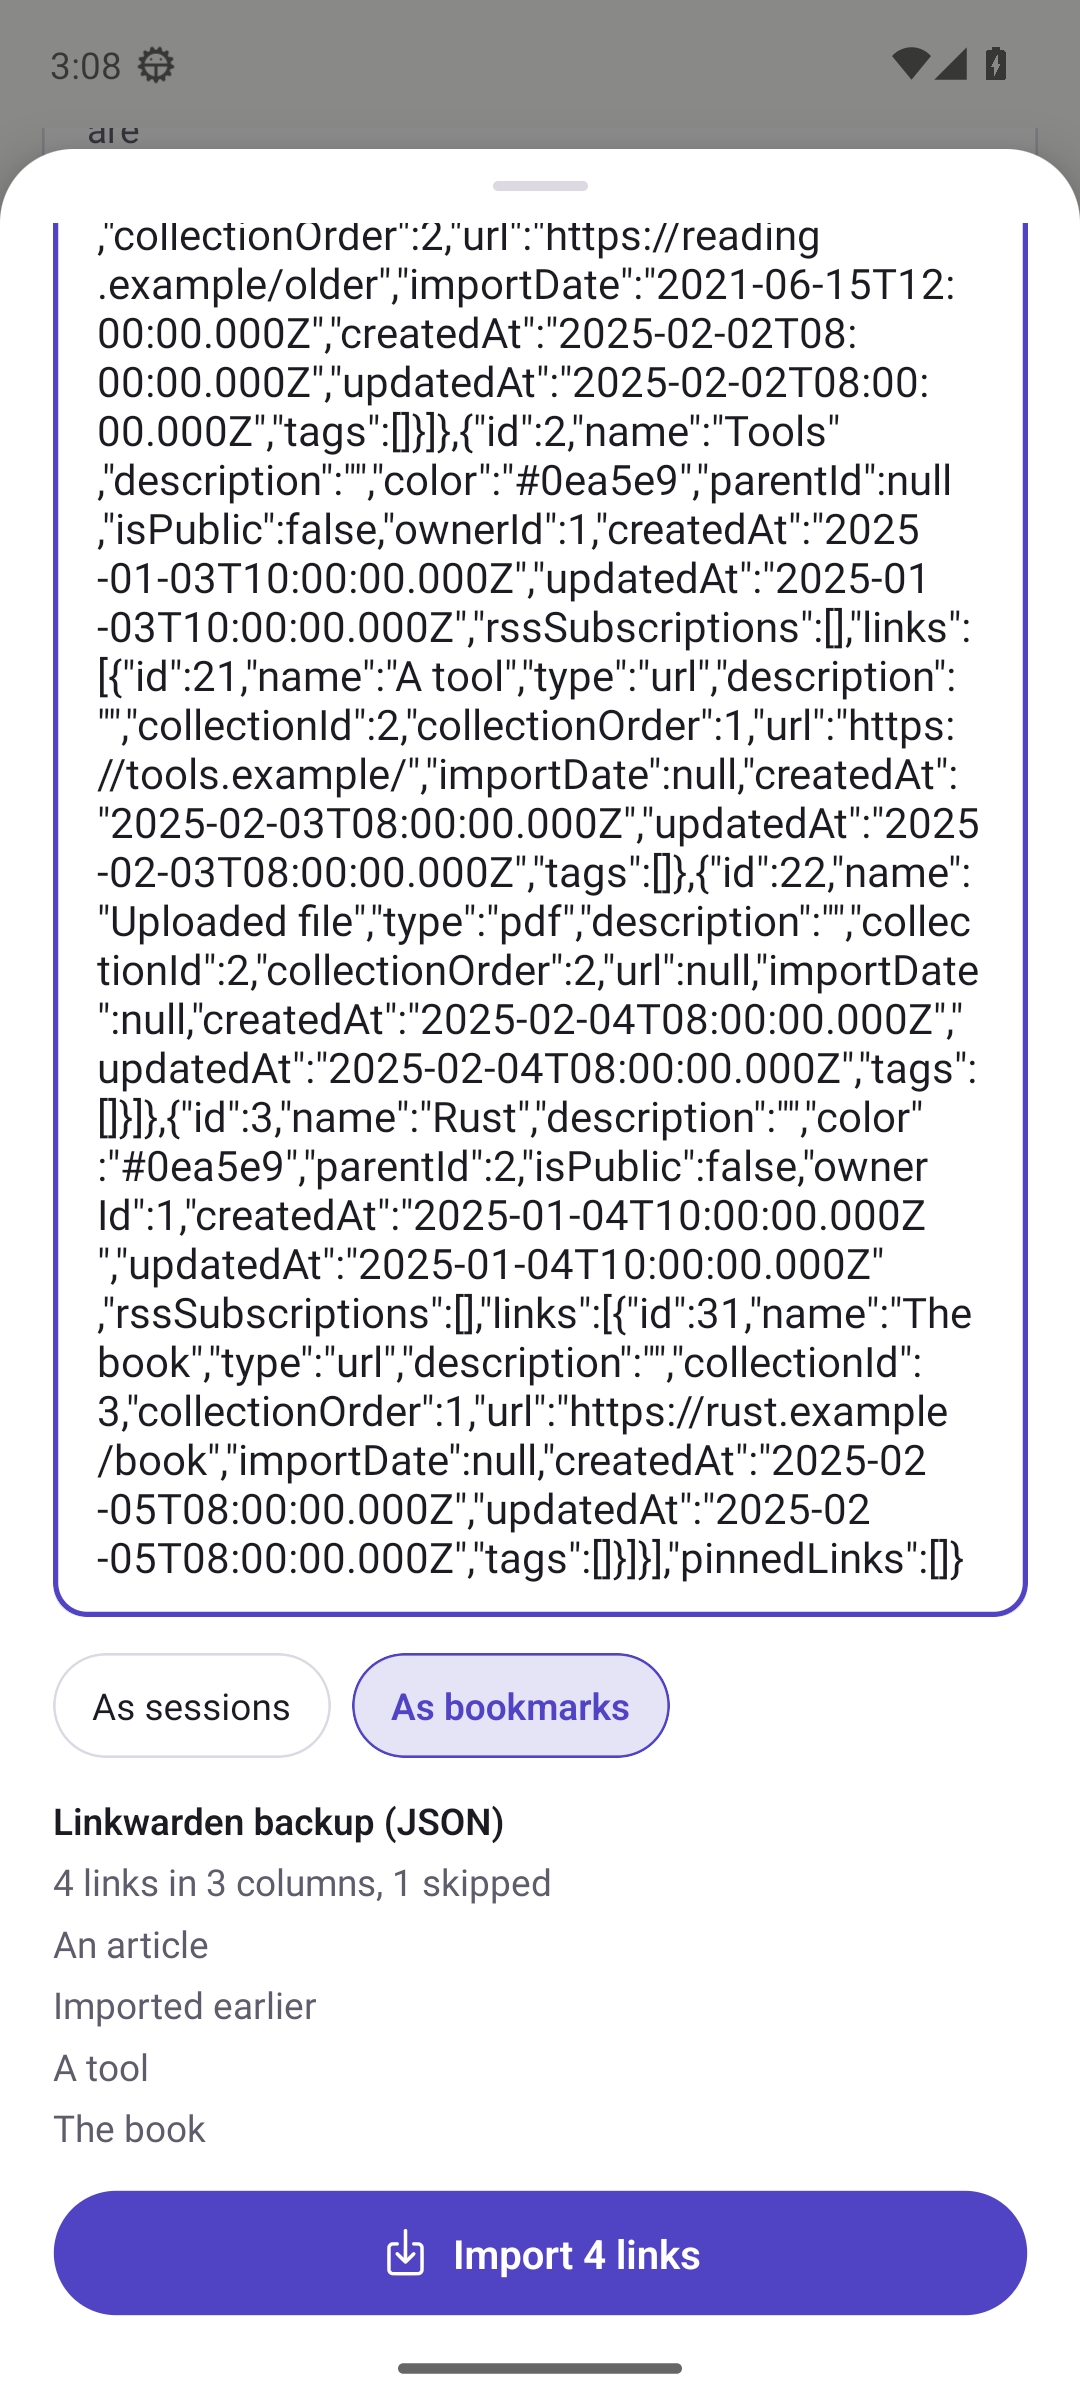 3:08
are
,"collectionOrder":2,"url":"https://reading
.example/older","importDate":"2021-06-15T12:
00:00.000Z","createdAt":"2025-02-02T08:
00:00.000Z","updatedAt":"2025-02-02T08:00:
00.000Z","tags":[]}]},{"id":2,"name":"Tools"
,"description":"","color":"#0ea5e9","parentId":null
,"isPublic":false,"ownerId":1,"createdAt":"2025
-01-03T10:00:00.000Z","updatedAt":"2025-01
-03T10:00:00.000Z","rssSubscriptions":[],"links":
[{"id":21,"name":"A tool","type":"url","description":
"","collectionId":2,"collectionOrder":1,"url":"https:
//tools.example/","importDate":null,"createdAt":
"2025-02-03T08:00:00.000Z","updatedAt":"2025
-02-03T08:00:00.000Z","tags":[]},{"id":22,"name":
"Uploaded file","type":"pdf","description":"","collec
tionId":2,"collectionOrder":2,"url":null,"importDate
":null,"createdAt":"2025-02-04T08:00:00.000Z","
updatedAt":"2025-02-04T08:00:00.000Z","tags":
[]}]},{"id":3,"name":"Rust","description":"","color"
:"#0ea5e9","parentId":2,"isPublic":false,"owner
Id":1,"createdAt":"2025-01-04T10:00:00.000Z
","updatedAt":"2025-01-04T10:00:00.000Z"
,"rssSubscriptions":[],"links":[{"id":31,"name":"The
book","type":"url","description":"","collectionId":
3,"collectionOrder":1,"url":"https://rust.example
/book","importDate":null,"createdAt":"2025-02
-05T08:00:00.000Z","updatedAt":"2025-02
-05T08:00:00.000Z","tags":[]}]}],"pinnedLinks":[]}
As sessions
As bookmarks
Linkwarden backup (JSON)
4 links in 3 columns, 1 skipped
An article
Imported earlier
A tool
The book
Import 4 links